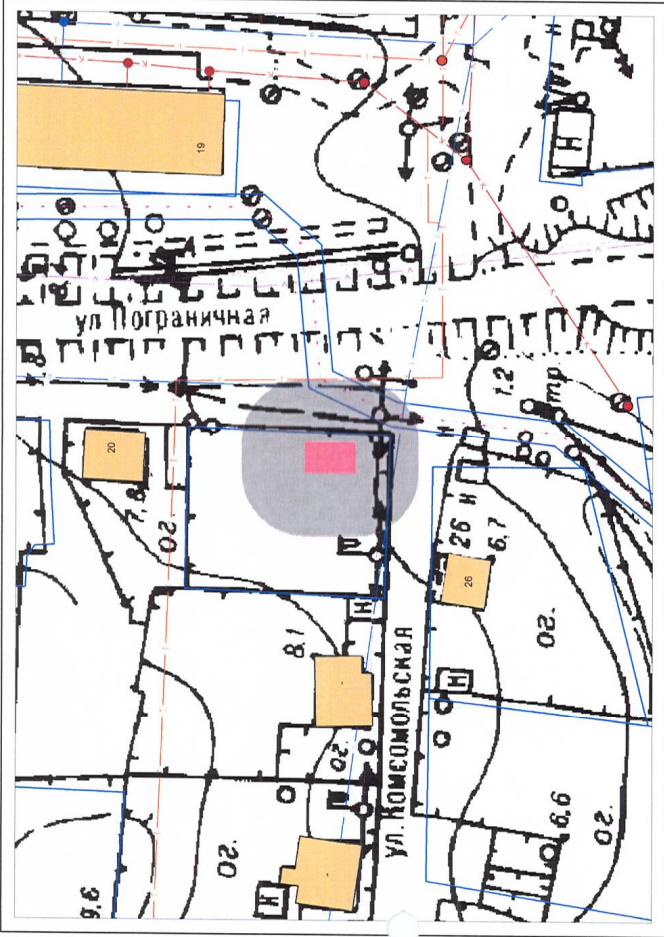 19
ул Пограничная
20
7,8
ог
1.2
тр
н
26 н
6,7
26
н
8.1
ог.
н
ул. Комсомольская
ог.
ог.
6,6
ог.
н